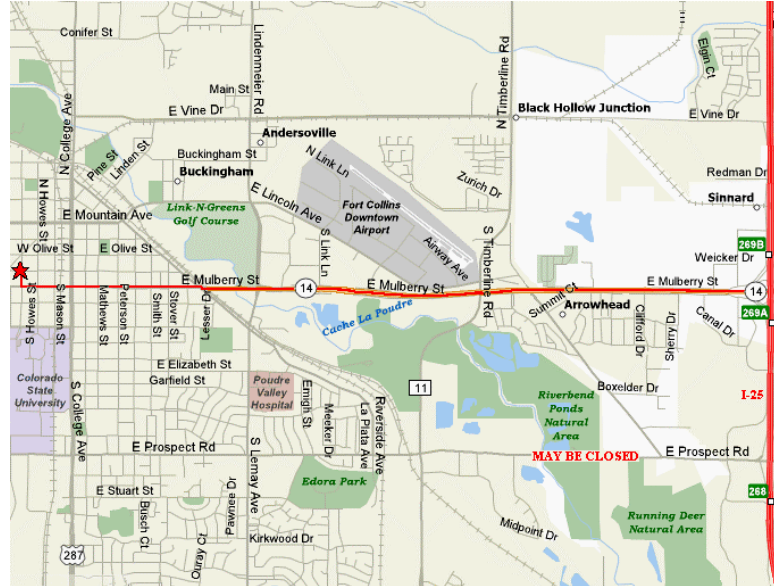 Conifer St
N College Ave
Lindenmeier Rd
N Timberline Rd
Elgin Ct
Main St
E Vine Dr
Black Hollow Junction
E Vine Dr
Andersoville
Pine St
Linden St
Buckingham St
N Link Ln
Buckingham
Redman Dr
Zurich Dr
N Howes St
E Lincoln Ave
Fort Collins
Downtown
Airport
Sinnard
Link-N-Greens
Golf Course
E Mountain Ave
W Olive St
E Olive St
S Link Ln
Airway Ave
S Timberline Rd
269B
Weicker Dr
E Mulberry St
14
E Mulberry St
E Mulberry St
14
S Howes St
S Mason St
Mathews St
Peterson St
Smith St
Stover St
Lesser Dr
Cache La Poudre
Summit Ct
Arrowhead
269A
Canal Dr
Clifford Dr
Sherry Dr
E Elizabeth St
Garfield St
Colorado
State
University
Poudre
Valley
Hospital
11
Boxelder Dr
I-25
S College Ave
Emigh St
Meeker Dr
La Plata Ave
Riverside Ave
Riverbend
Ponds
Natural
Area
E Prospect Rd
S Lemay Ave
MAY BE CLOSED
E Prospect Rd
E Stuart St
Busch Ct
Pawnee Dr
Edora Park
268
Running Deer
Natural Area
Midpoint Dr
287
Ouray Ct
Kirkwood Dr